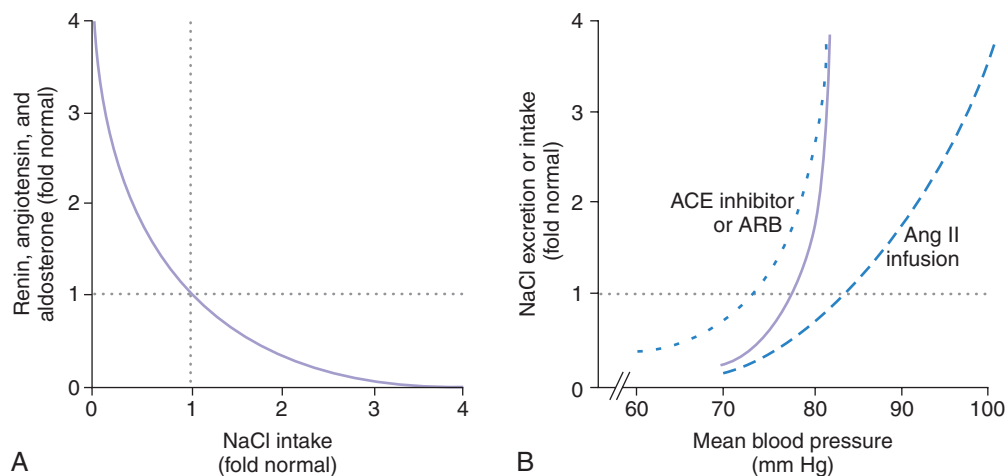 Renin, angiotensin, and
aldosterone (fold normal)
4
3
2
1
0
0
1
2
3
4
NaCl intake
(fold normal)
A
NaCl excretion or intake
(fold normal)
4
3
2
1
0
ACE inhibitor
or ARB
Ang II
infusion
60
70
80
90
100
Mean blood pressure
(mm Hg)
B